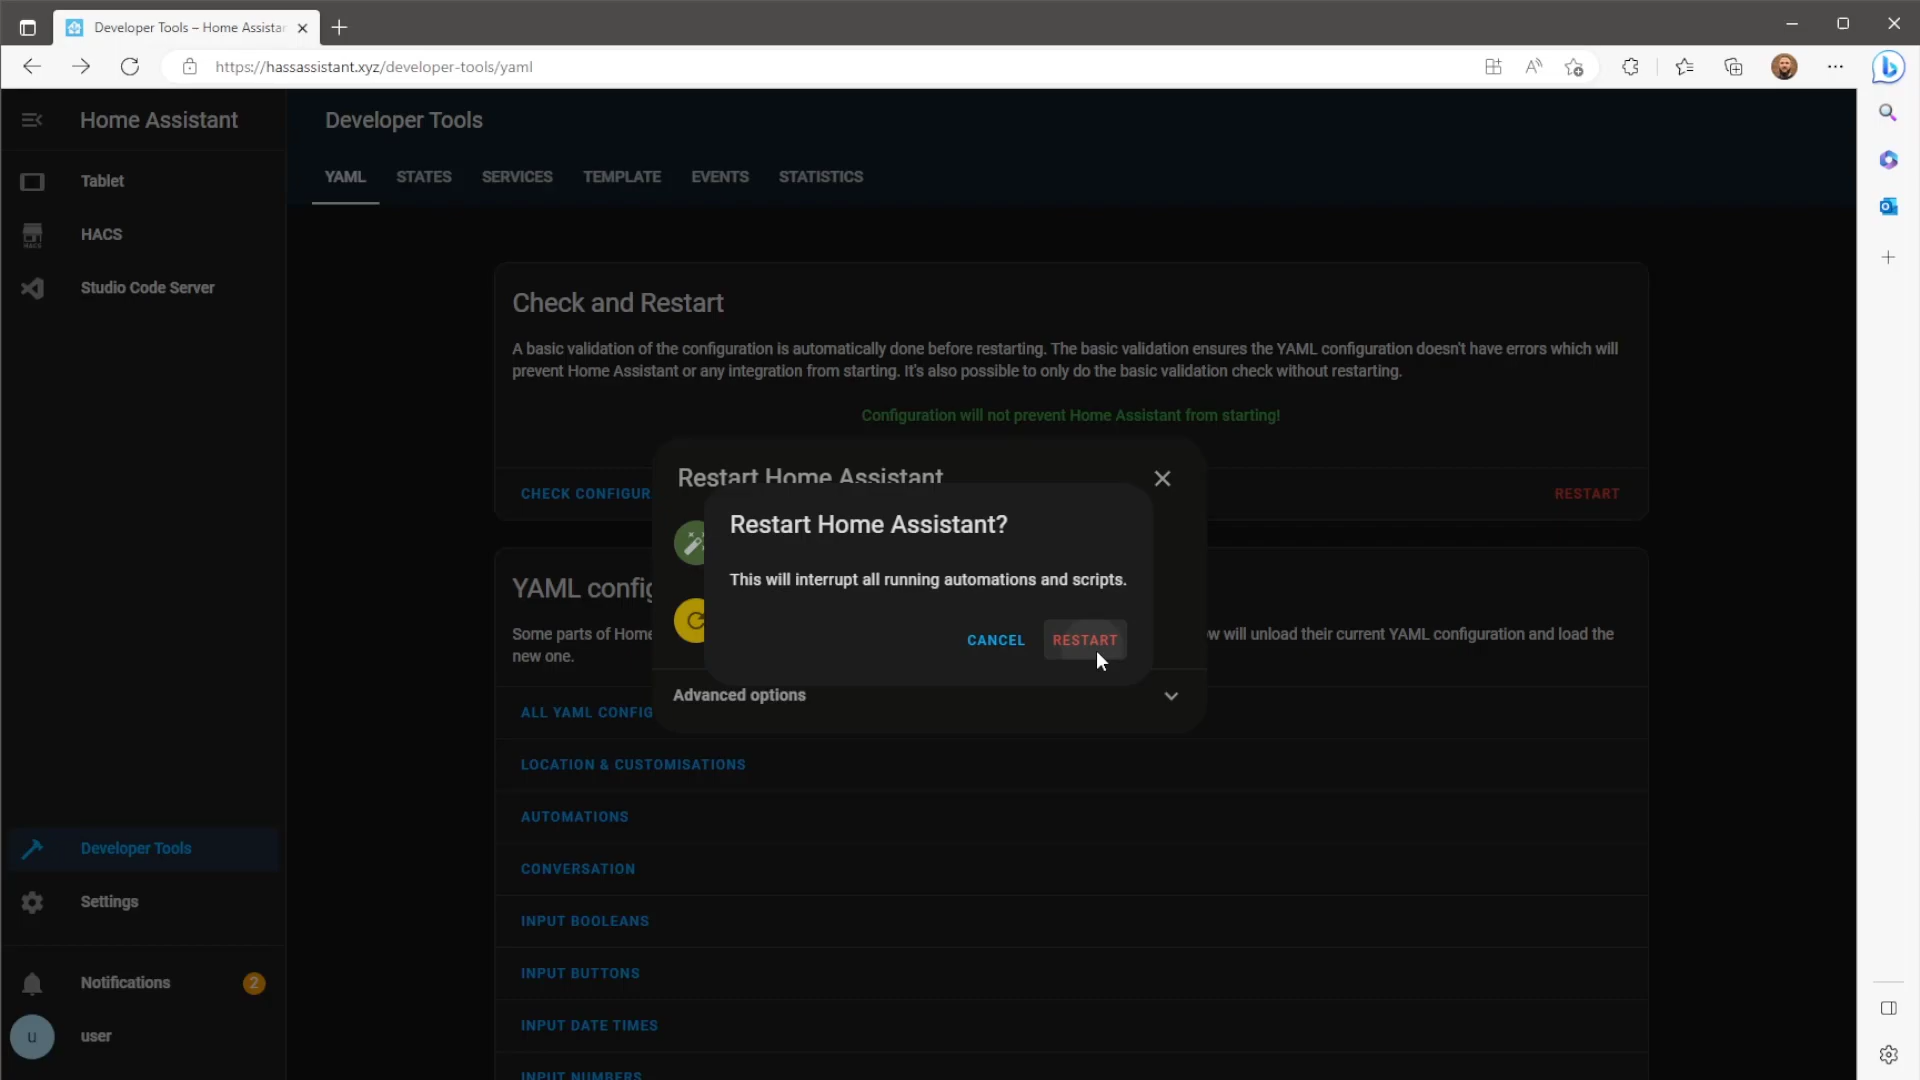 Developer Tools – Home Assistan
https://hassassistant.xyz/developer-tools/yaml
Home Assistant
Developer Tools
YAML
STATES
SERVICES
TEMPLATE
EVENTS
STATISTICS
Tablet
HACS
HACS
Studio Code Server
Check and Restart
A basic validation of the configuration is automatically done before restarting. The basic validation ensures the YAML configuration doesn't have errors which will
prevent Home Assistant or any integration from starting. It's also possible to only do the basic validation check without restarting.
Configuration will not prevent Home Assistant from starting!
CHECK CONFIGUR
RESTART
Restart Home Assistant
Restart Home Assistant?
This will interrupt all running automations and scripts.
CANCEL
RESTART
Advanced options
YAML config
Some parts of Home
w will unload their current YAML configuration and load the
new one.
ALL YAML CONFIG
LOCATION & CUSTOMISATIONS
AUTOMATIONS
CONVERSATION
INPUT BOOLEANS
INPUT BUTTONS
INPUT DATE TIMES
INPUT NUMBERS
Developer Tools
Settings
Notifications
2
u
user